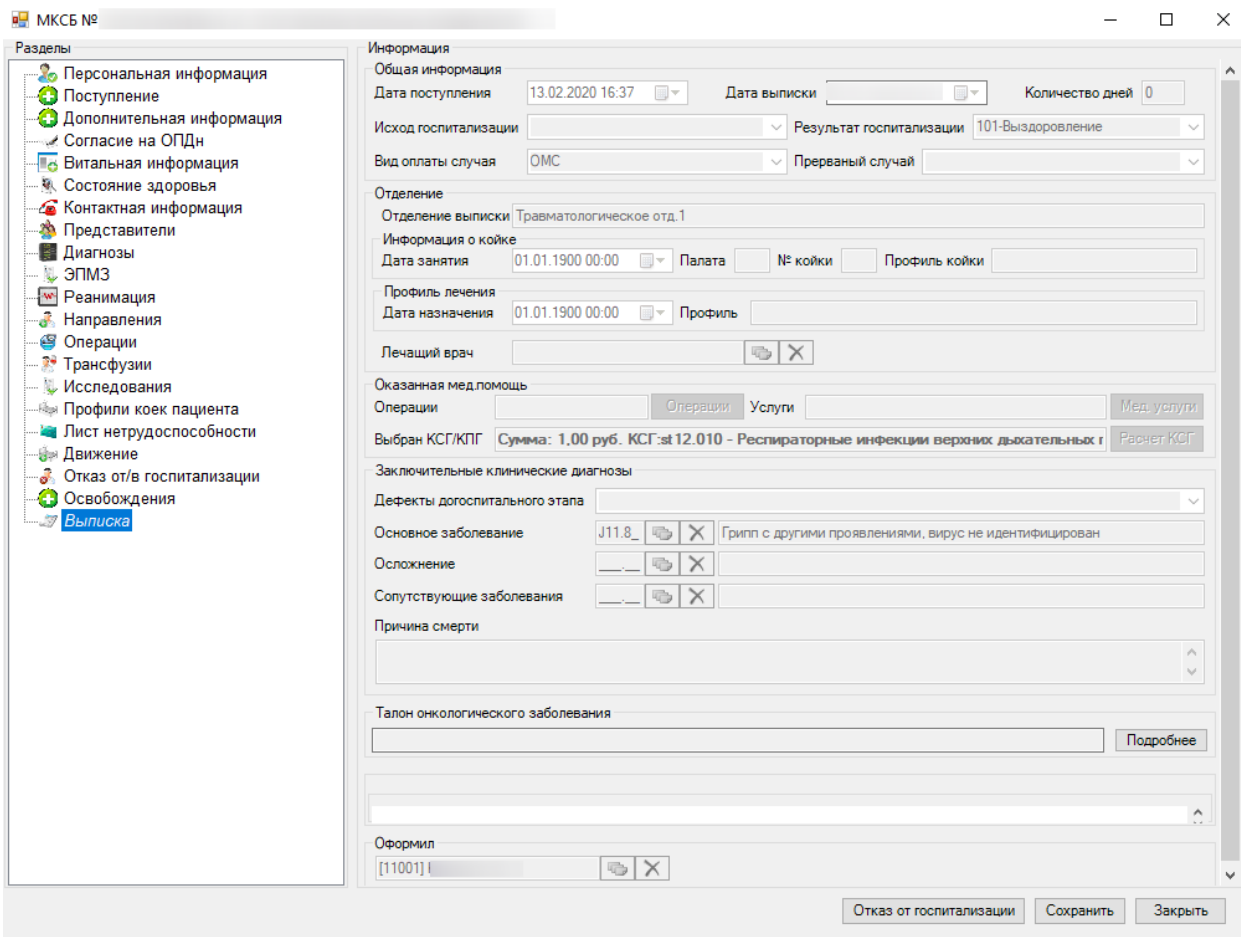 МКСБ №
Разделы
Персональная информация
Поступление
Дополнительная информация
Согласие на ОПДн
Витальная информация
Состояние здоровья
Контактная информация
Представители
Диагнозы
ЭПМЗ
Реанимация
Направления
Операции
Трансфузии
Исследования
Профили коек пациента
Лист нетрудоспособности
Движение
Отказ от/в госпитализации
Освобождения
Выписка
Информация
Общая информация
Дата поступления 13.02.2020 16:37 Дата выписки Количество дней 0
Исход госпитализации Результат госпитализации 101-Выздоровление
Вид оплаты случая ОМС Прерваный случай
Отделение
Отделение выписки Травматологическое отд.1
Информация о койке
Дата занятия 01.01.1900 00:00 Палата № койки Профиль койки
Профиль лечения
Дата назначения 01.01.1900 00:00 Профиль
Лечащий врач
Оказанная мед.помощь
Операции Операции Услуги Мед. услуги
Выбран КСГ/КПГ Сумма: 1,00 руб. КСГ:st12.010 - Респираторные инфекции верхних дыхательных Расчет КСГ
Заключительные клинические диагнозы
Дефекты догоспитального этапа
Основное заболевание J11.8_ Грипп с другими проявлениями, вирус не идентифицирован
Осложнение ___.__
Сопутствующие заболевания ___.__
Причина смерти
Талон онкологического заболевания
Подробнее
Оформил
[11001]
Отказ от госпитализации Сохранить Закрыть